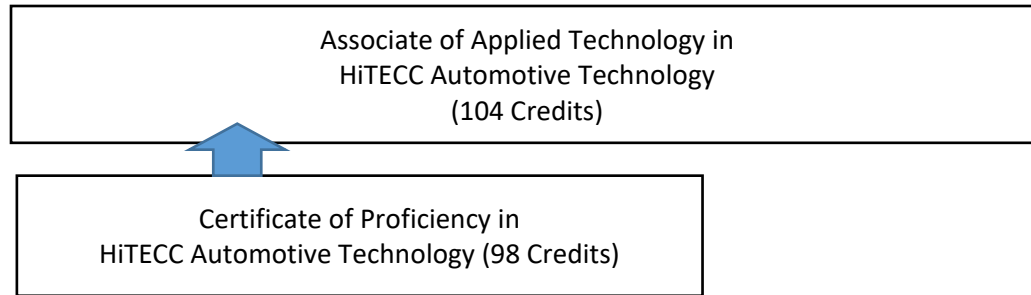 Associate of Applied Technology in
HiTECC Automotive Technology
(104 Credits)
Certificate of Proficiency in
HiTECC Automotive Technology (98 Credits)